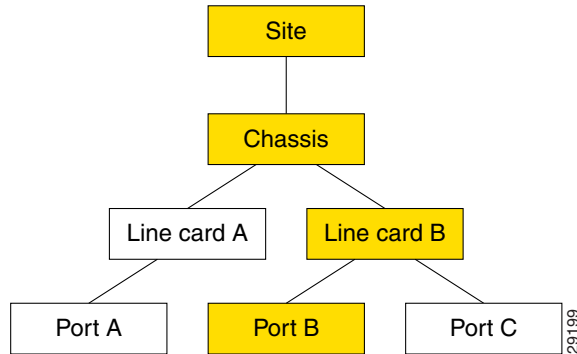 Site
Chassis
Line card A
Line card B
Port A
Port B
Port C
29199